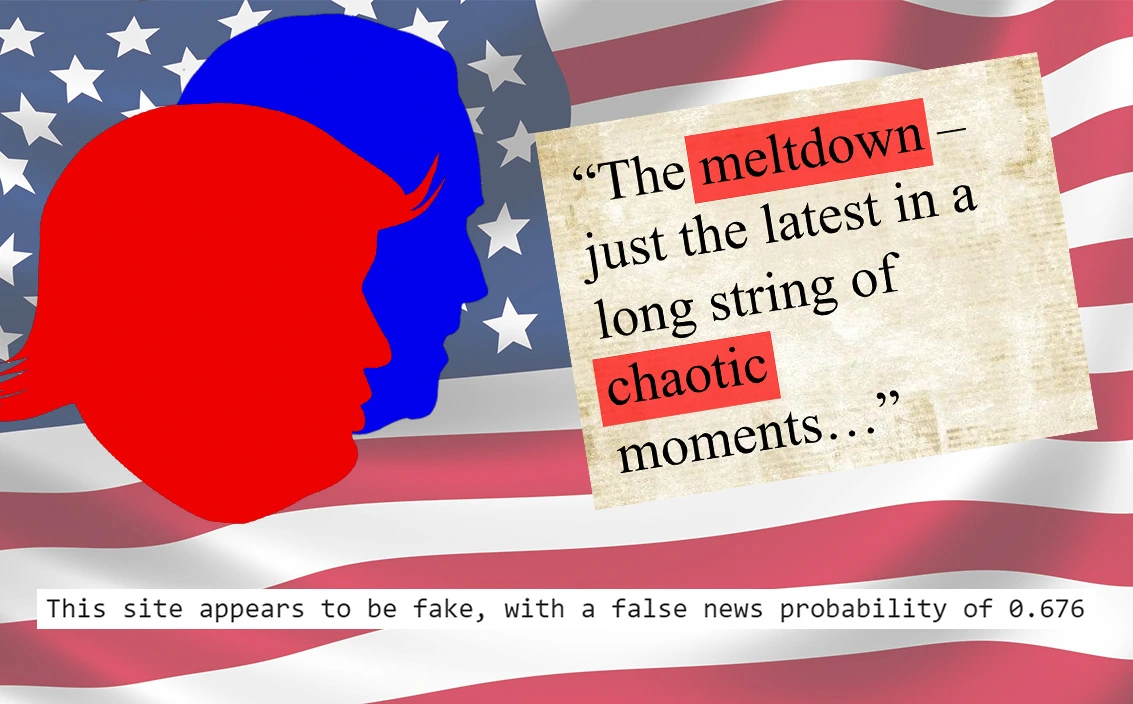 “The meltdown –
just the latest in a
long string of
chaotic
moments…”
This site appears to be fake, with a false news probability of 0.676